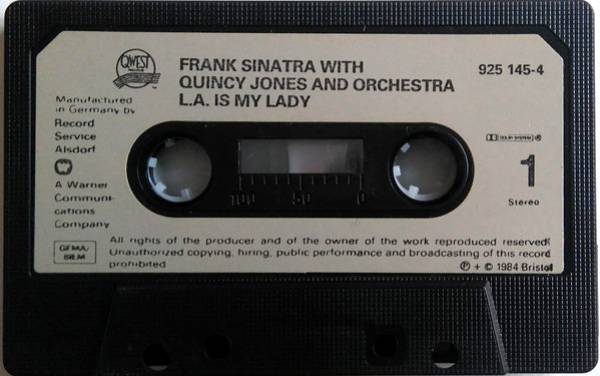 QWEST
FRANK SINATRA WITH
QUINCY JONES AND ORCHESTRA
L.A. IS MY LADY
925 145-4
Manufactured
in Germany by
Record
Service
Alsdorf
A Warner
Communi-
cations
Company
GEMA/
BIEM
100 50 0
DOLBY SYSTEM
1
Stereo
All rights of the producer and of the owner of the work reproduced reserved
Unauthorized copying, hiring, public performance and broadcasting of this record
prohibited
℗ + © 1984 Bristol